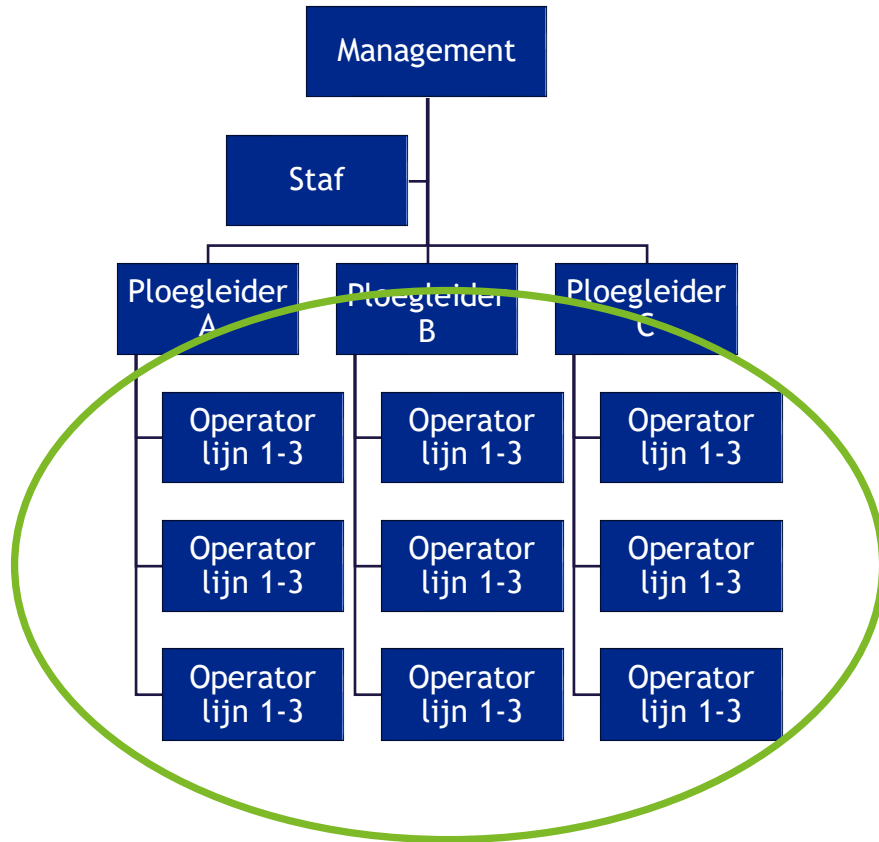 Management
Staf
Ploegleider
A
Ploegleider
B
Ploegleider
C
Operator
lijn 1-3
Operator
lijn 1-3
Operator
lijn 1-3
Operator
lijn 1-3
Operator
lijn 1-3
Operator
lijn 1-3
Operator
lijn 1-3
Operator
lijn 1-3
Operator
lijn 1-3